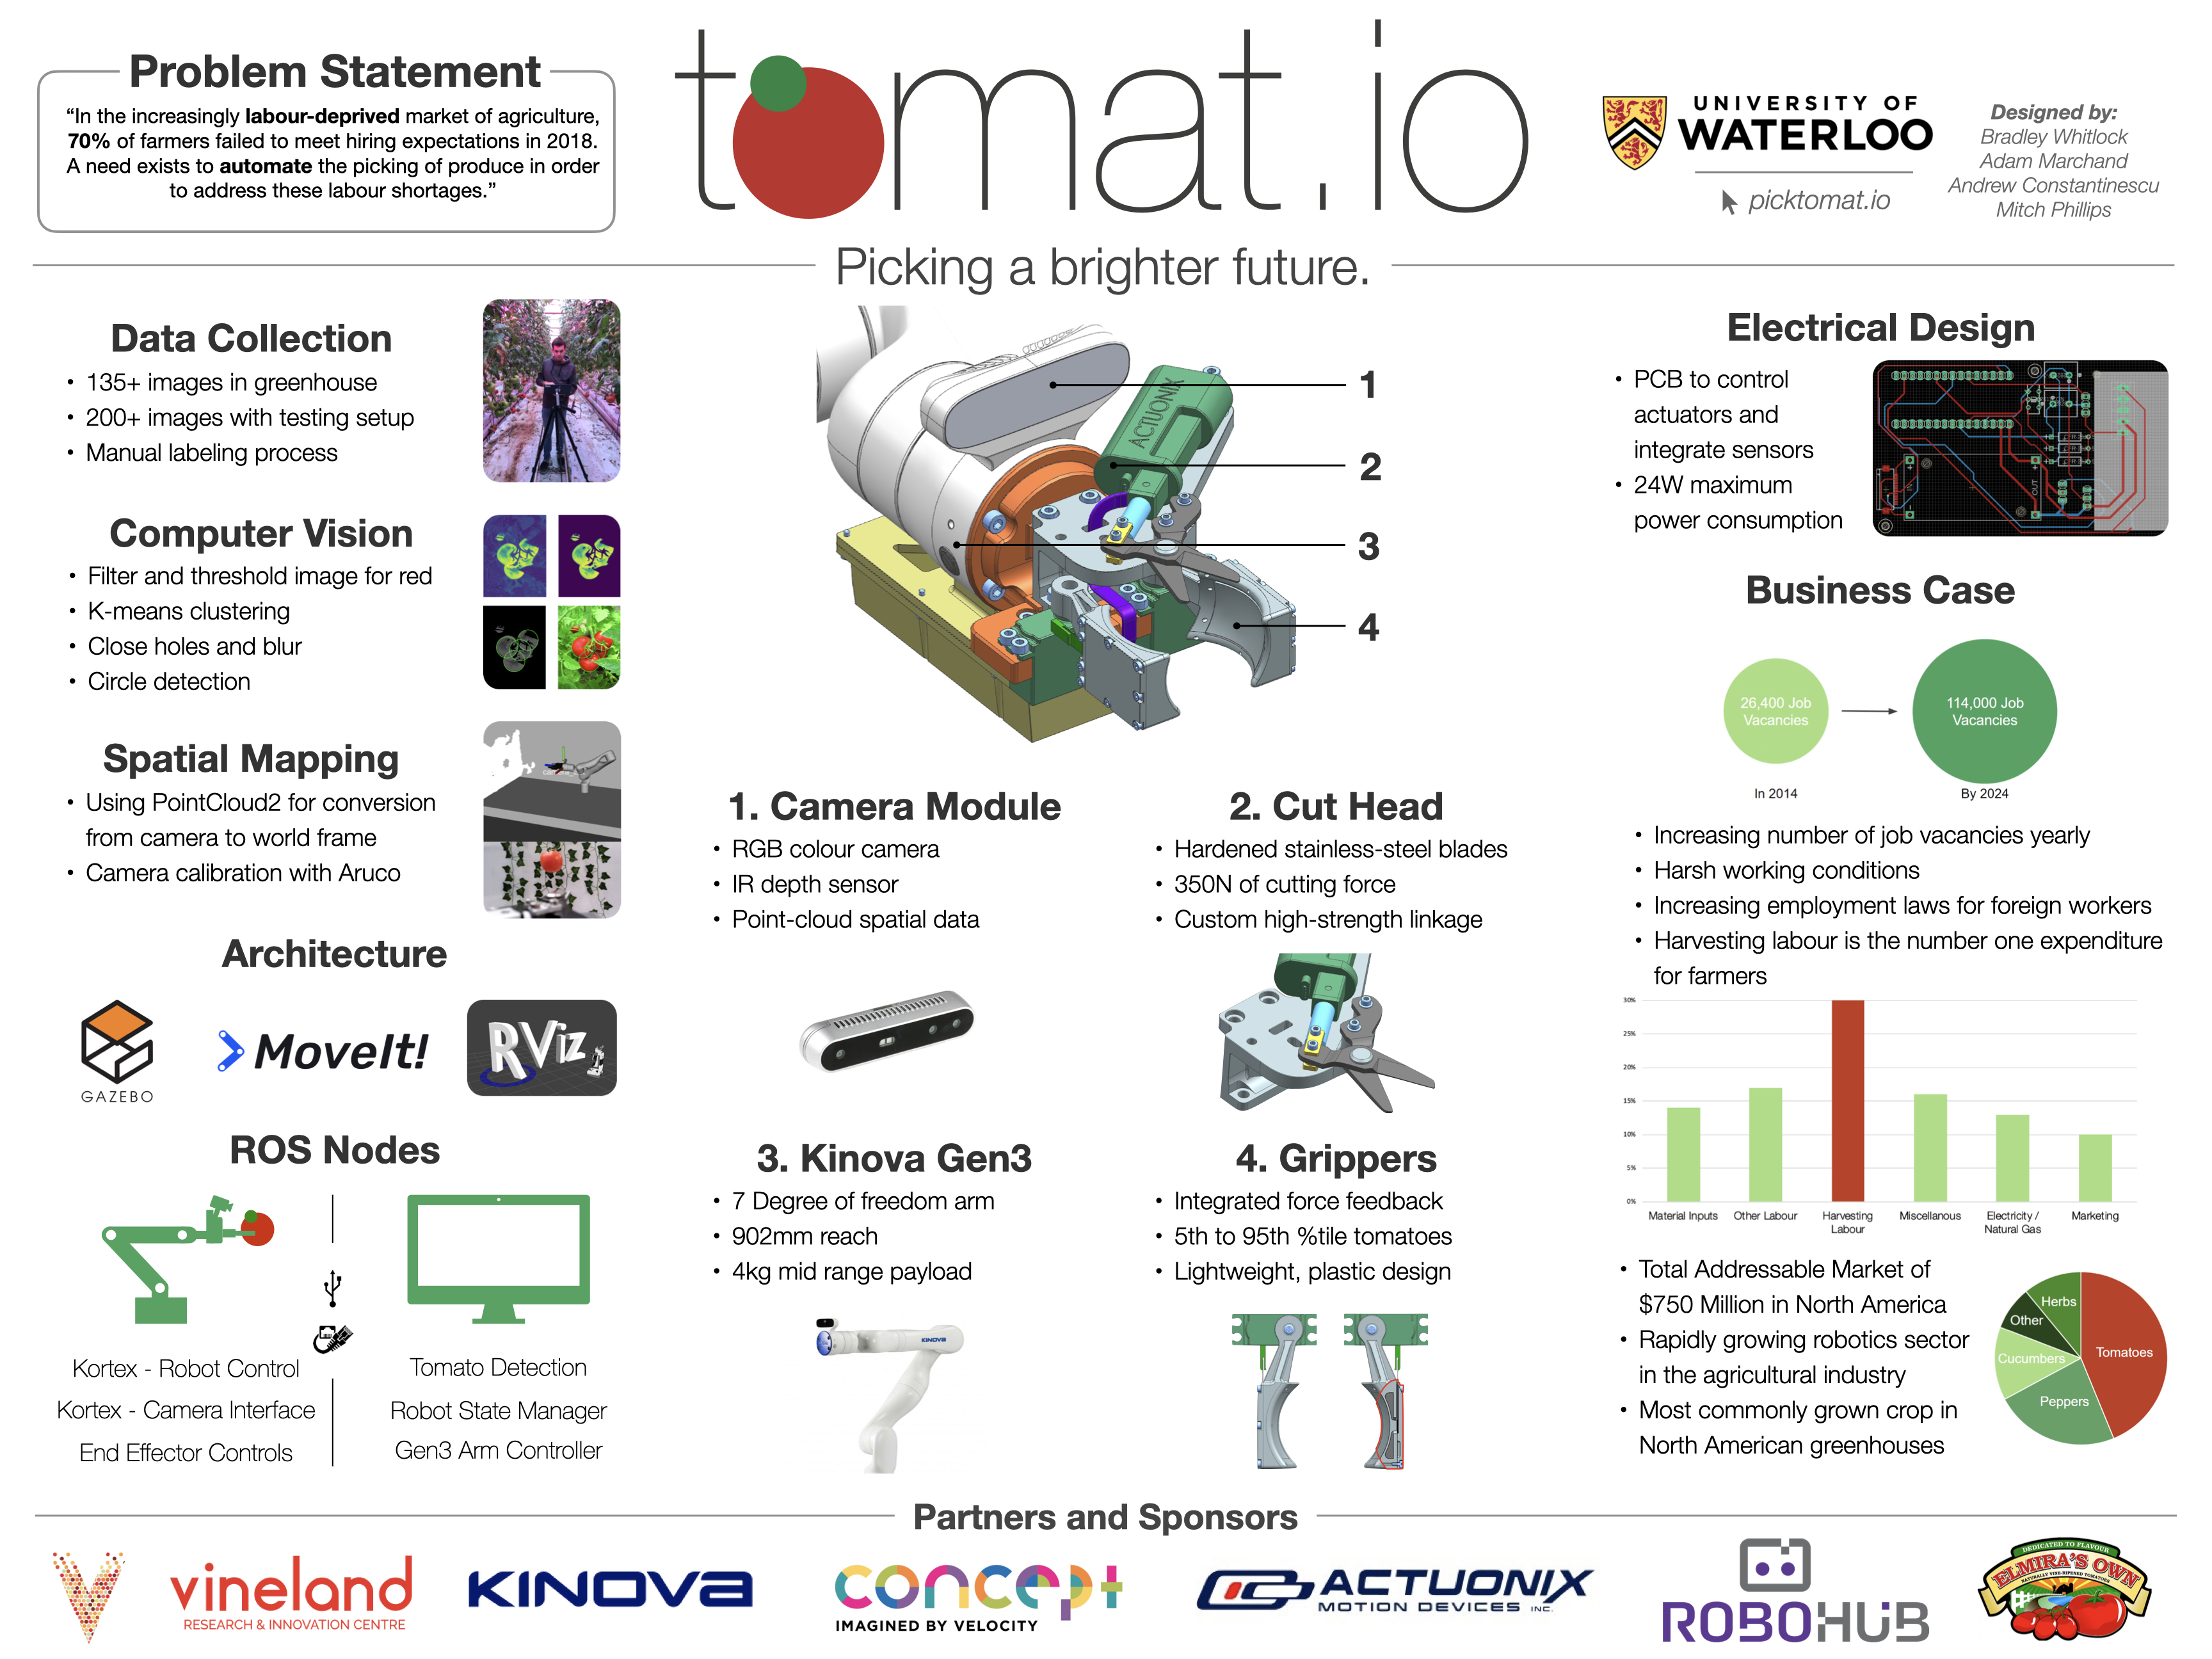 Problem Statement
“In the increasingly labour-deprived market of agriculture,
70% of farmers failed to meet hiring expectations in 2018.
A need exists to automate the picking of produce in order
to address these labour shortages.”
tomat.io
Picking a brighter future.
UNIVERSITY OF
WATERLOO
picktomat.io
Designed by:
Bradley Whitlock
Adam Marchand
Andrew Constantinescu
Mitch Phillips
Data Collection
• 135+ images in greenhouse
• 200+ images with testing setup
• Manual labeling process
Computer Vision
• Filter and threshold image for red
• K-means clustering
• Close holes and blur
• Circle detection
Spatial Mapping
• Using PointCloud2 for conversion
from camera to world frame
• Camera calibration with Aruco
Architecture
GAZEBO
MoveIt!
RViz
ROS Nodes
Kortex - Robot Control
Kortex - Camera Interface
End Effector Controls
Tomato Detection
Robot State Manager
Gen3 Arm Controller
ACTUONIX
1
2
3
4
1. Camera Module
• RGB colour camera
• IR depth sensor
• Point-cloud spatial data
2. Cut Head
• Hardened stainless-steel blades
• 350N of cutting force
• Custom high-strength linkage
3. Kinova Gen3
• 7 Degree of freedom arm
• 902mm reach
• 4kg mid range payload
KINOVA
4. Grippers
• Integrated force feedback
• 5th to 95th %tile tomatoes
• Lightweight, plastic design
Electrical Design
• PCB to control
actuators and
integrate sensors
• 24W maximum
power consumption
OUT
Business Case
26,400 Job
Vacancies
In 2014
114,000 Job
Vacancies
By 2024
• Increasing number of job vacancies yearly
• Harsh working conditions
• Increasing employment laws for foreign workers
• Harvesting labour is the number one expenditure
for farmers
30%
25%
20%
15%
10%
5%
0%
Material Inputs
Other Labour
Harvesting
Labour
Miscellanous
Electricity /
Natural Gas
Marketing
• Total Addressable Market of
$750 Million in North America
• Rapidly growing robotics sector
in the agricultural industry
• Most commonly grown crop in
North American greenhouses
Herbs
Other
Cucumbers
Peppers
Tomatoes
Partners and Sponsors
vineland
RESEARCH & INNOVATION CENTRE
KINOVA
concept
IMAGINED BY VELOCITY
ACTUONIX
MOTION DEVICES INC.
ROBOHUB
DEDICATED TO FLAVOUR
ELMIRA'S OWN
NATURALLY VINE-RIPENED TOMATOES